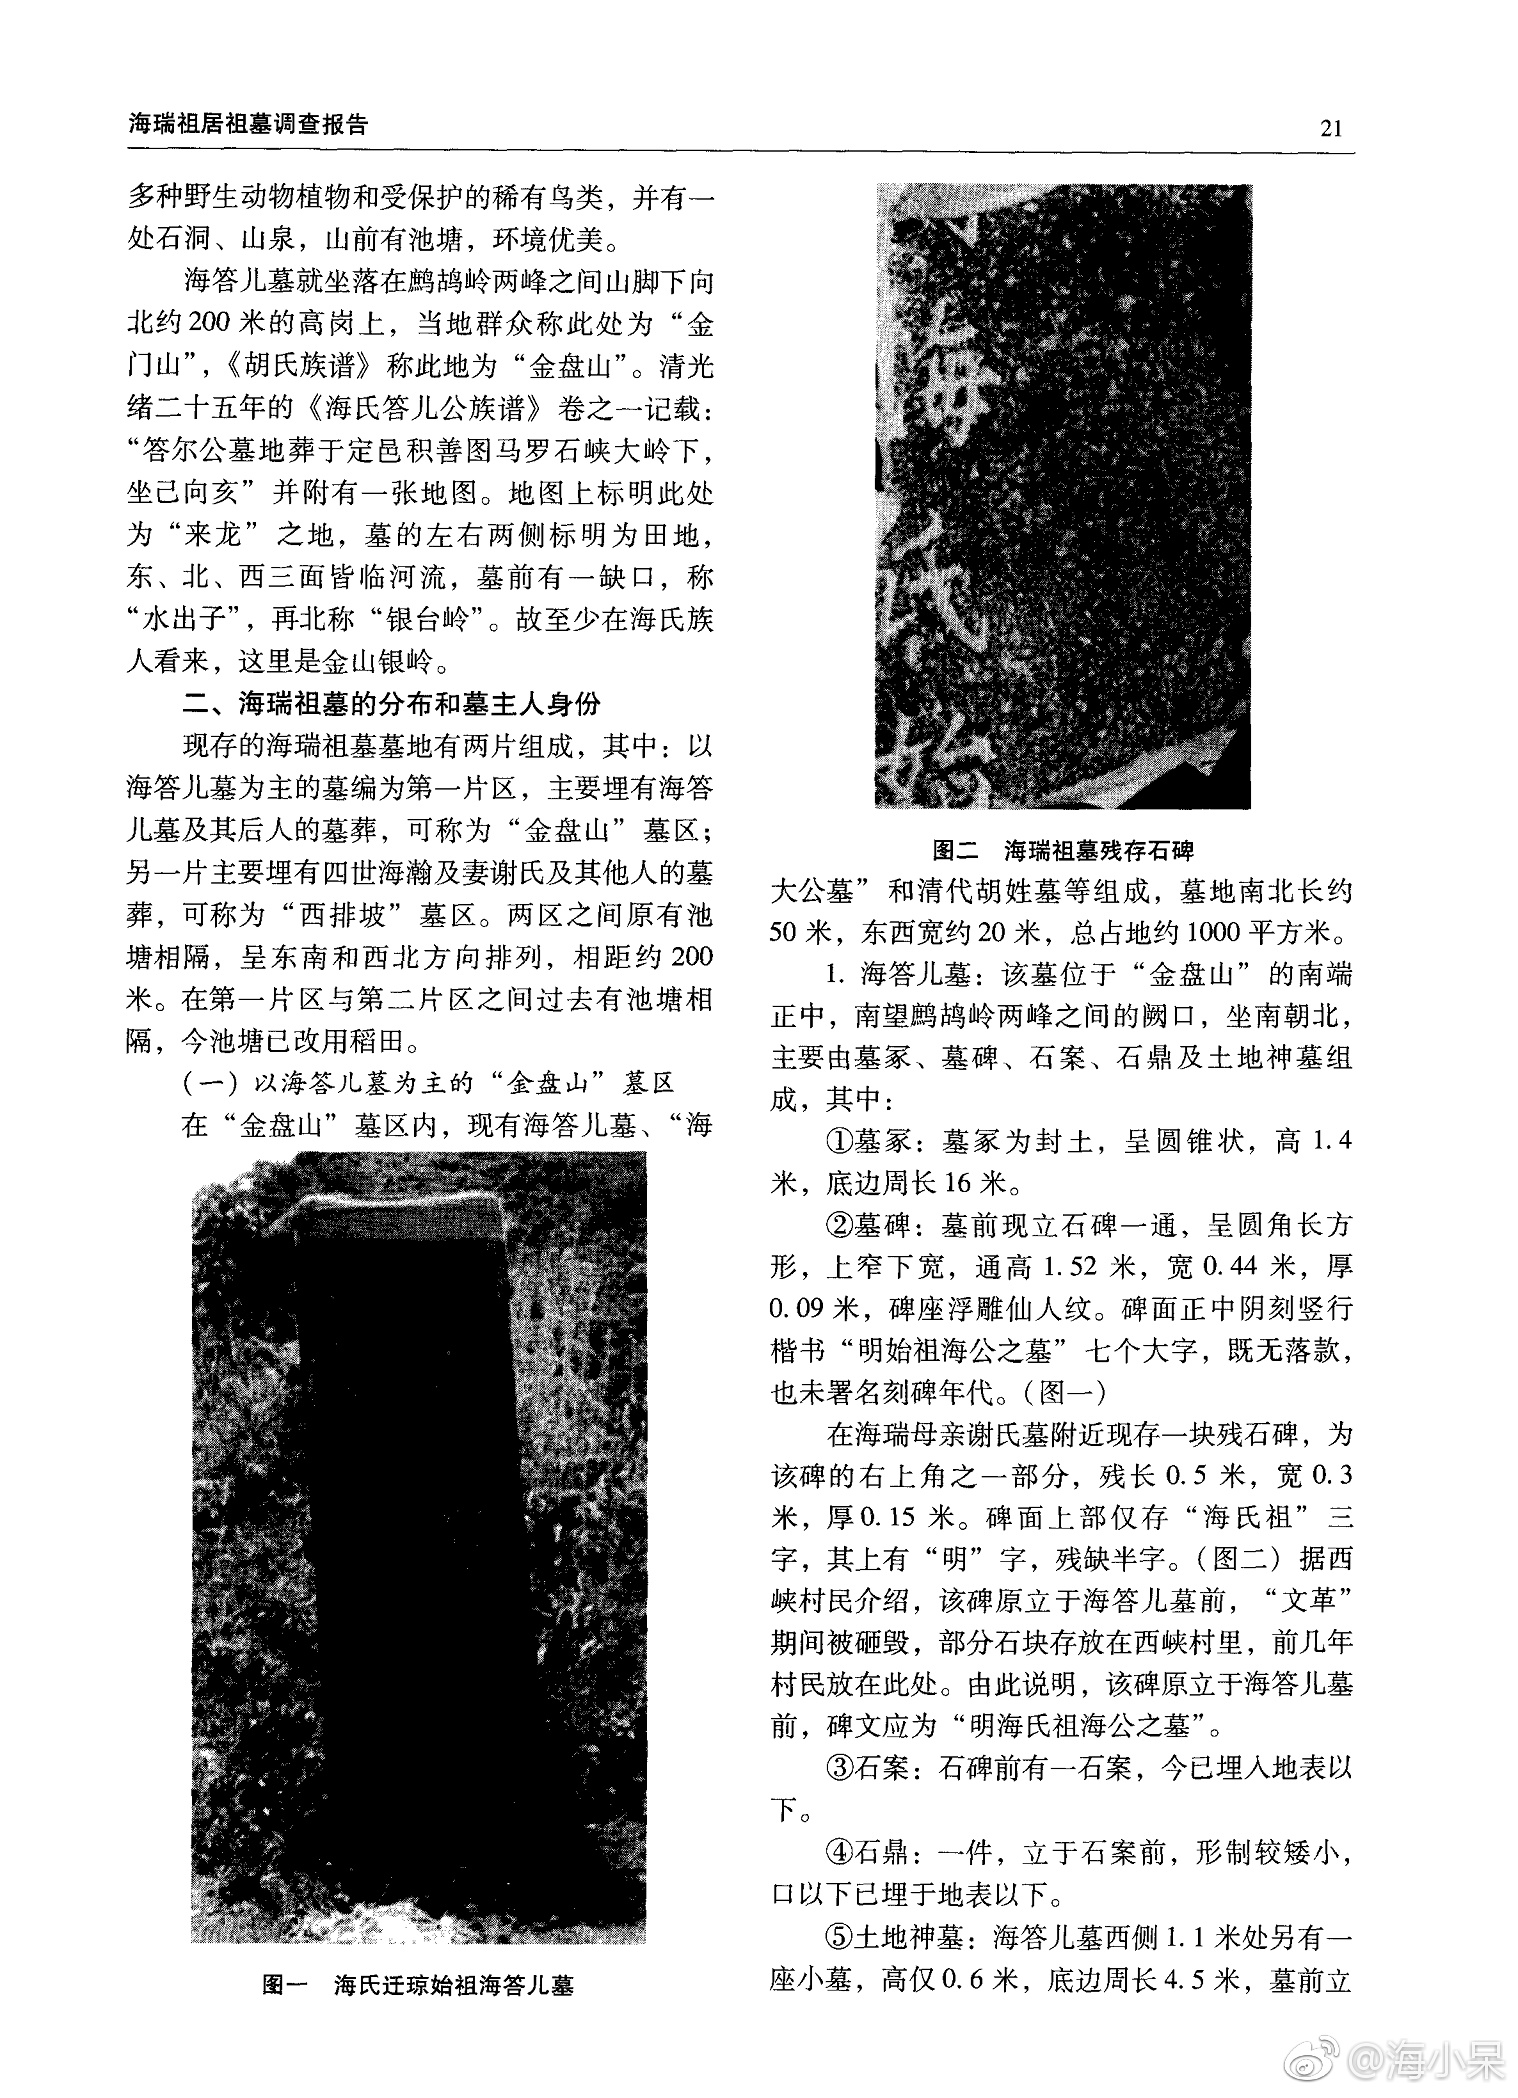 海瑞祖居祖墓调查报告
21
多种野生动物植物和受保护的稀有鸟类，并有一
处石洞、山泉，山前有池塘，环境优美。
海答儿墓就坐落在鹧鸪岭两峰之间山脚下向
北约200米的高岗上，当地群众称此处为“金
门山”，《胡氏族谱》称此地为“金盘山”。清光
绪二十五年的《海氏答儿公族谱》卷之一记载：
“答尔公墓地葬于定邑积善图马罗石峡大岭下，
坐己向亥”并附有一张地图。地图上标明此处
为“来龙”之地，墓的左右两侧标明为田地，
东、北、西三面皆临河流，墓前有一缺口，称
“水出子”，再北称“银台岭”。故至少在海氏族
人看来，这里是金山银岭。
二、海瑞祖墓的分布和墓主人身份
现存的海瑞祖墓墓地有两片组成，其中：以
海答儿墓为主的墓编为第一片区，主要埋有海答
儿墓及其后人的墓葬，可称为“金盘山”墓区；
另一片主要埋有四世海瀚及妻谢氏及其他人的墓
葬，可称为“西排坡”墓区。两区之间原有池
塘相隔，呈东南和西北方向排列，相距约200
米。在第一片区与第二片区之间过去有池塘相
隔，今池塘已改用稻田。
（一）以海答儿墓为主的“金盘山”墓区
在“金盘山”墓区内，现有海答儿墓、“海
图一　海氏迁琼始祖海答儿墓
海
氏
图二　海瑞祖墓残存石碑
大公墓”和清代胡姓墓等组成，墓地南北长约
50米，东西宽约20米，总占地约1000平方米。
1. 海答儿墓：该墓位于“金盘山”的南端
正中，南望鹧鸪岭两峰之间的阙口，坐南朝北，
主要由墓冢、墓碑、石案、石鼎及土地神墓组
成，其中：
①墓冢：墓冢为封土，呈圆锥状，高1.4
米，底边周长16米。
②墓碑：墓前现立石碑一通，呈圆角长方
形，上窄下宽，通高1.52米，宽0.44米，厚
0.09米，碑座浮雕仙人纹。碑面正中阴刻竖行
楷书“明始祖海公之墓”七个大字，既无落款，
也未署名刻碑年代。（图一）
在海瑞母亲谢氏墓附近现存一块残石碑，为
该碑的右上角之一部分，残长0.5米，宽0.3
米，厚0.15米。碑面上部仅存“海氏祖”三
字，其上有“明”字，残缺半字。（图二）据西
峡村民介绍，该碑原立于海答儿墓前，“文革”
期间被砸毁，部分石块存放在西峡村里，前几年
村民放在此处。由此说明，该碑原立于海答儿墓
前，碑文应为“明海氏祖海公之墓”。
③石案：石碑前有一石案，今已埋入地表以
下。
④石鼎：一件，立于石案前，形制较矮小，
口以下已埋于地表以下。
⑤土地神墓：海答儿墓西侧1.1米处另有一
座小墓，高仅0.6米，底边周长4.5米，墓前立
@海小呆